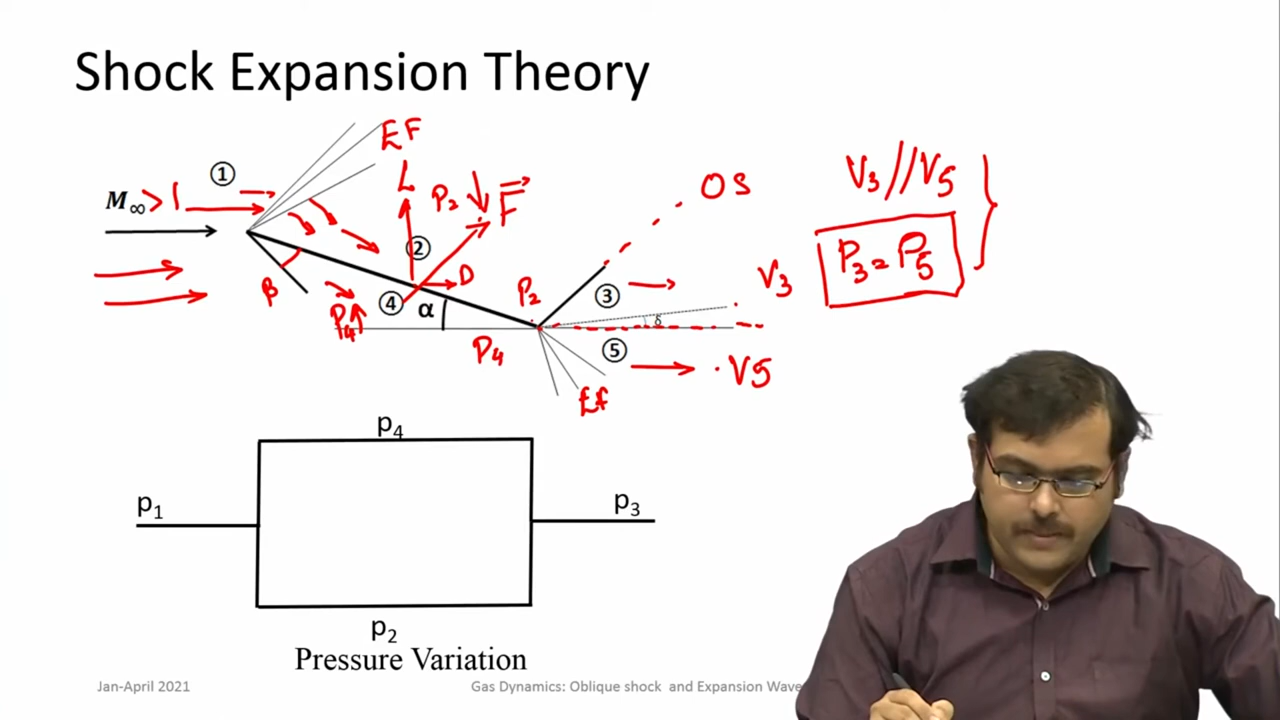 Shock Expansion Theory
EF
①
L
P₂ ↓
F
OS
V₃ // V₅
M∞ > 1
②
P₃ = P₅
β
④
α
D
P₂
③
V₃
δ
P₄↑
P₄
⑤
V5
Ef
p₄
p₁
p₃
p₂
Pressure Variation
Jan-April 2021
Gas Dynamics: Oblique shock and Expansion Wave